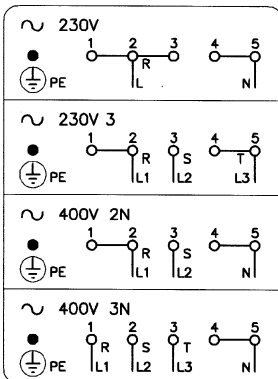 ~ 230V
1 2 3 4 5
R
PE L N
~ 230V 3
1 2 3 4 5
R S T
PE L1 L2 L3
~ 400V 2N
1 2 3 4 5
R S
PE L1 L2 N
~ 400V 3N
1 2 3 4 5
R S T
PE L1 L2 L3 N